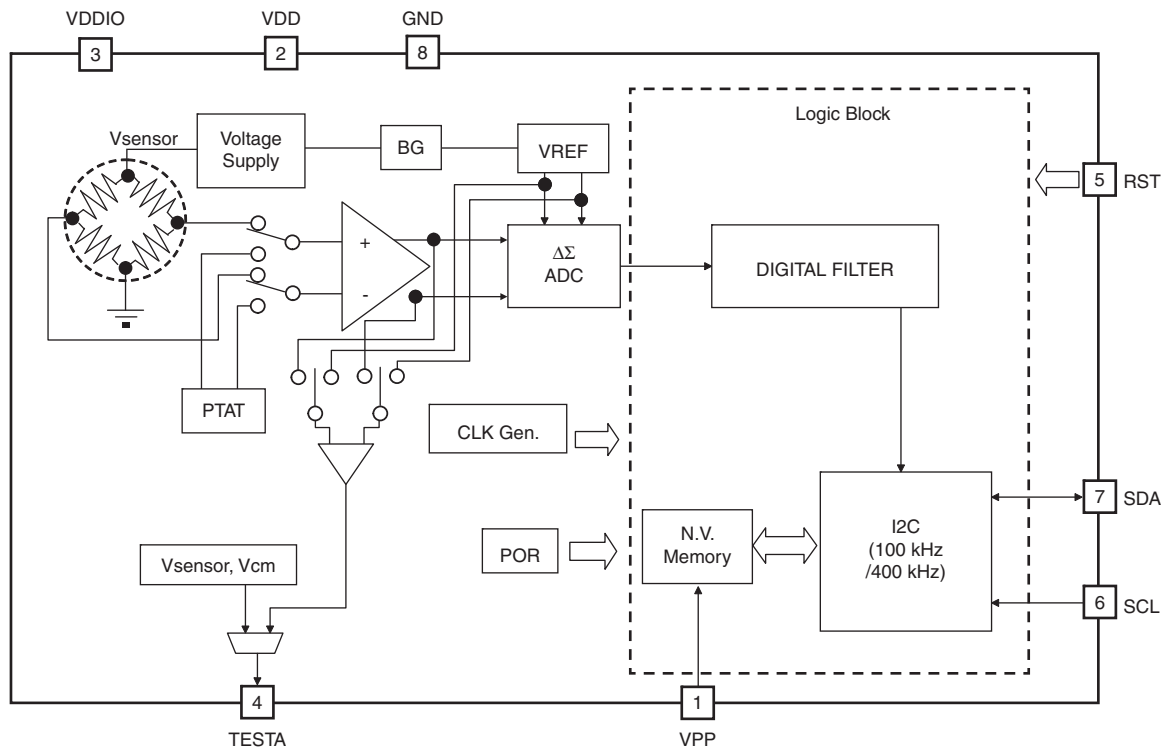 VDDIO
VDD
GND
3
2
8
Logic Block
Vsensor
Voltage
Supply
BG
VREF
5
RST
+
-
ΔΣ
ADC
DIGITAL FILTER
PTAT
CLK Gen.
7
SDA
I2C
(100 kHz
/400 kHz)
N.V.
Memory
POR
Vsensor, Vcm
6
SCL
4
1
TESTA
VPP